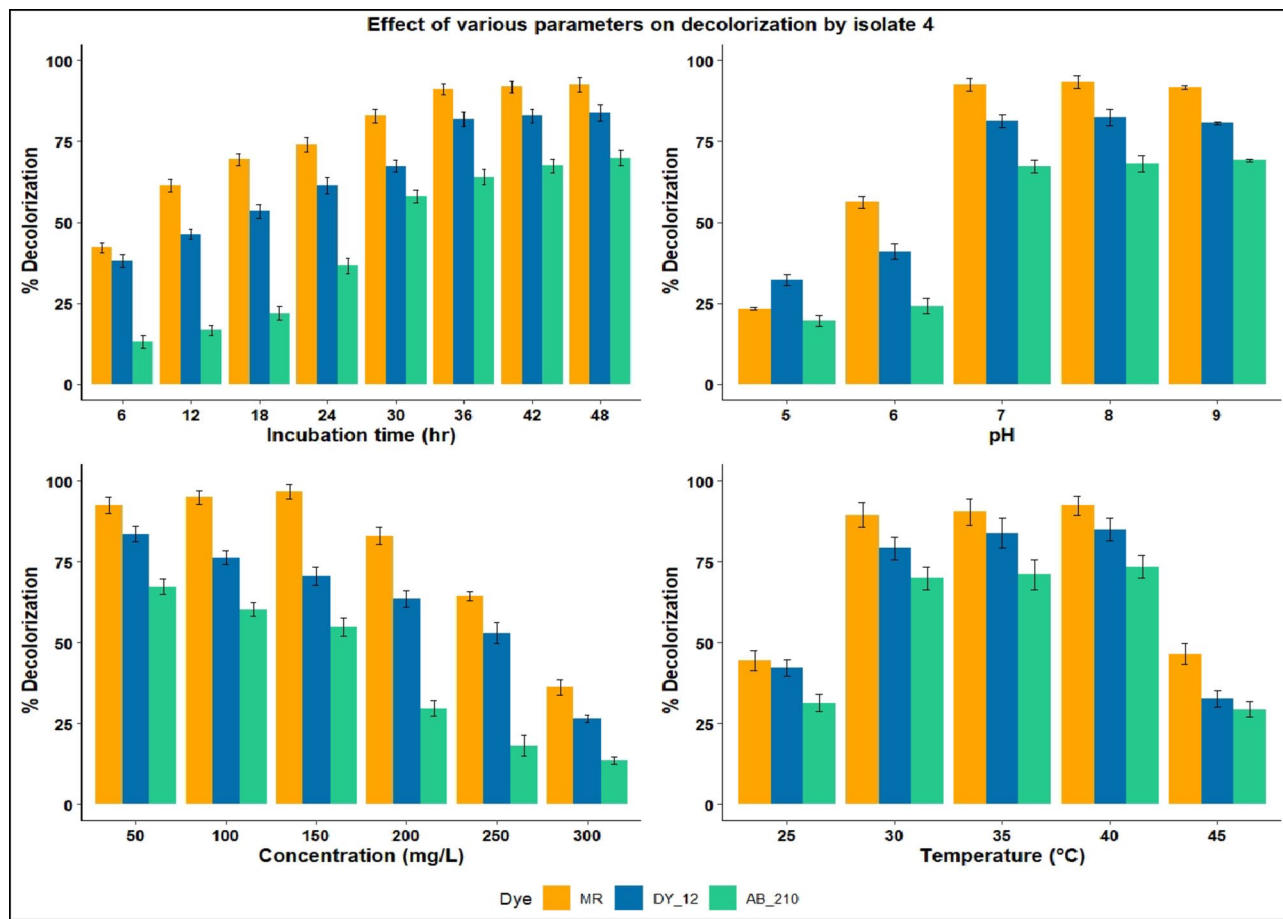 Effect of various parameters on decolorization by isolate 4
% Decolorization
100
75
50
25
0
6 12 18 24 30 36 42 48
Incubation time (hr)
% Decolorization
100
75
50
25
0
5 6 7 8 9
pH
% Decolorization
100
75
50
25
0
50 100 150 200 250 300
Concentration (mg/L)
% Decolorization
100
75
50
25
0
25 30 35 40 45
Temperature (°C)
Dye MR DY_12 AB_210